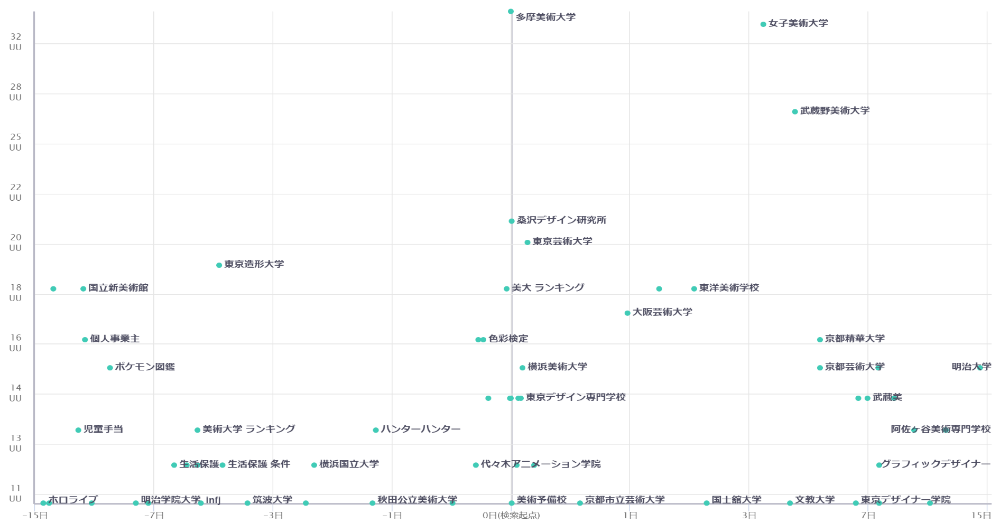 多摩美術大学
女子美術大学
32
UU
28
UU
武蔵野美術大学
25
UU
22
UU
桑沢デザイン研究所
20
UU
東京芸術大学
東京造形大学
18
UU
国立新美術館
美大 ランキング
東洋美術学校
大阪芸術大学
16
UU
個人事業主
色彩検定
京都精華大学
ポケモン図鑑
横浜美術大学
京都芸術大学
明治大学
14
UU
東京デザイン専門学校
武蔵美
児童手当
美術大学 ランキング
ハンターハンター
阿佐ヶ谷美術専門学校
13
UU
生活保護
生活保護 条件
横浜国立大学
代々木アニメーション学院
グラフィックデザイナー
11
UU
ホロライブ
明治学院大学
infj
筑波大学
秋田公立美術大学
美術予備校
京都市立芸術大学
国士舘大学
文教大学
東京デザイナー学院
-15日
-7日
-3日
-1日
0日(検索起点)
1日
3日
7日
15日